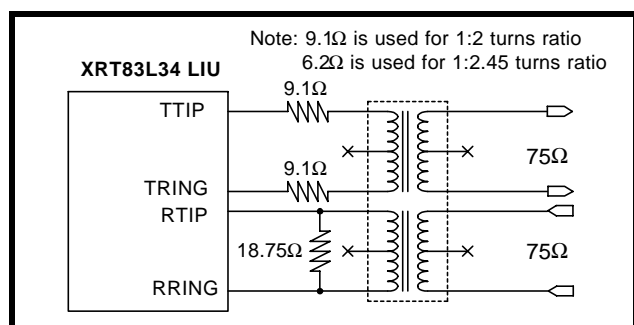 Note: 9.1Ω is used for 1:2 turns ratio
6.2Ω is used for 1:2.45 turns ratio
XRT83L34 LIU
9.1Ω
TTIP
75Ω
9.1Ω
TRING
RTIP
18.75Ω
75Ω
RRING